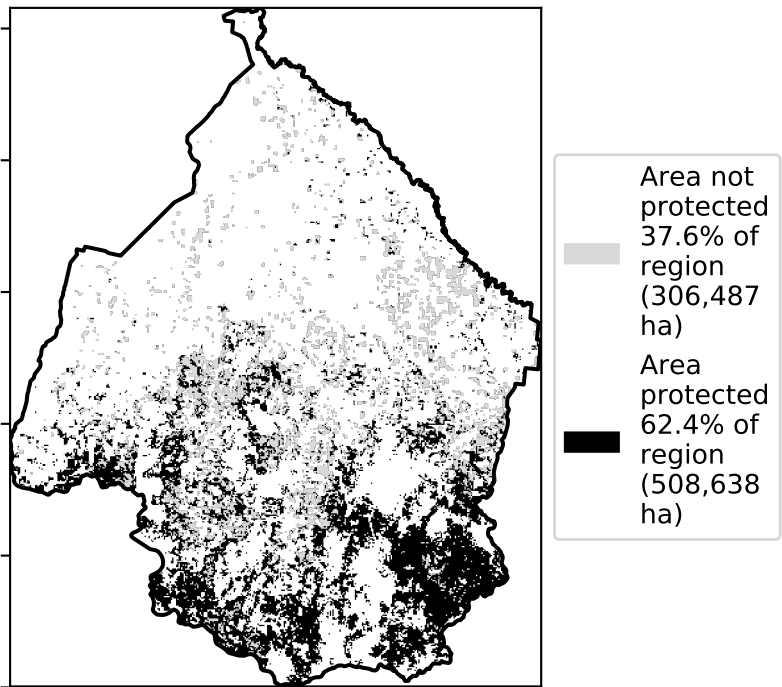 Area not
protected
37.6% of
region
(306,487
ha)
Area
protected
62.4% of
region
(508,638
ha)